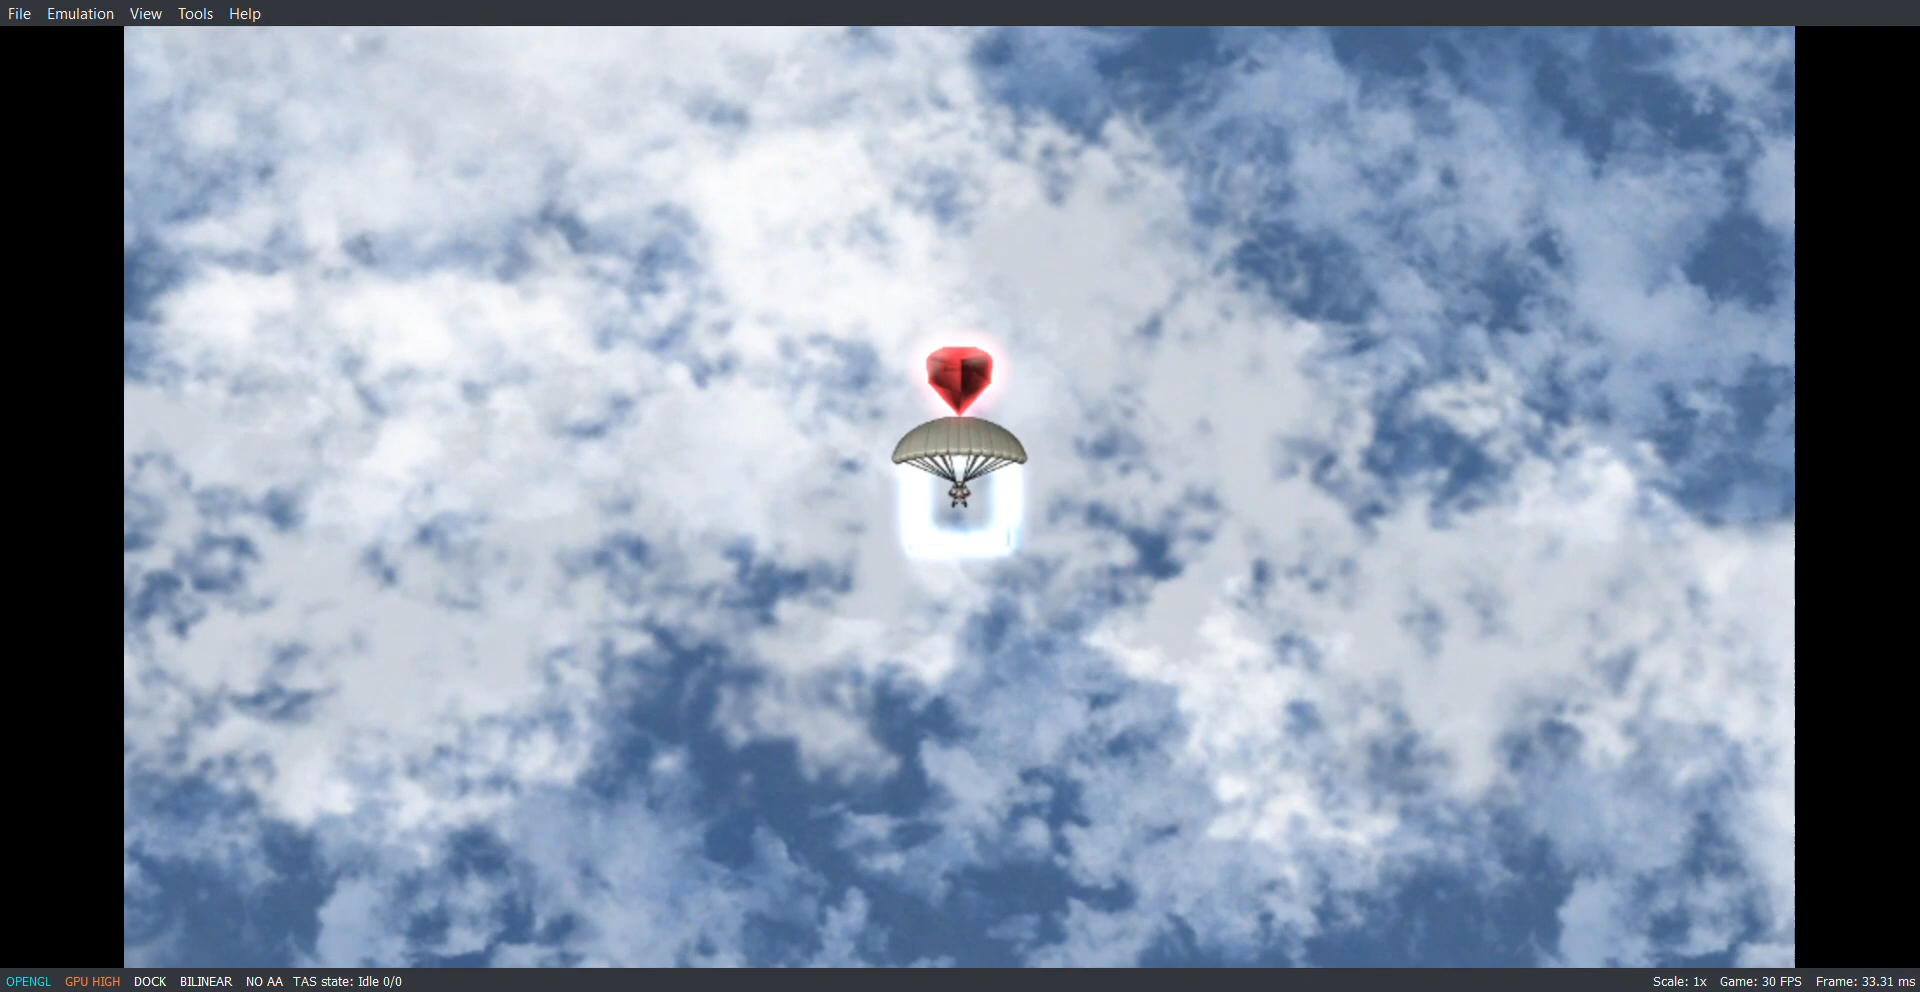 File Emulation View Tools Help
OPENGL GPU HIGH DOCK BILINEAR NO AA TAS state: Idle 0/0 Scale: 1x Game: 30 FPS Frame: 33.31 ms